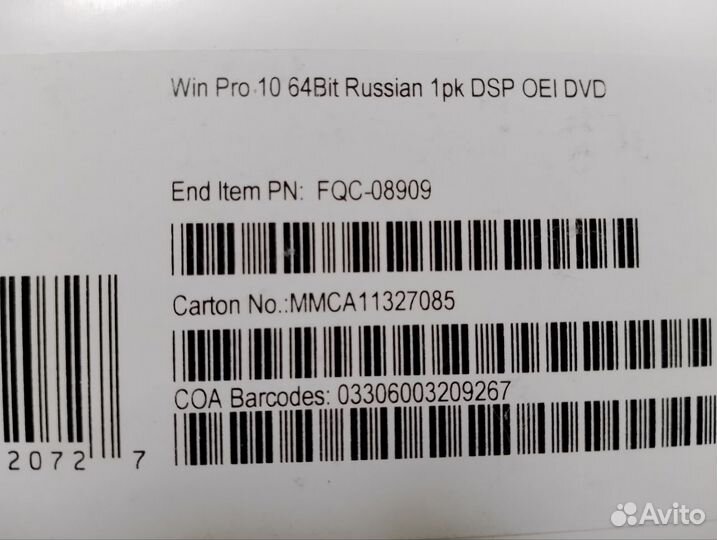 Win Pro 10 64Bit Russian 1pk DSP OEI DVD
End Item PN: FQC-08909
Carton No.:MMCA11327085
COA Barcodes: 03306003209267
2072 7
Avito